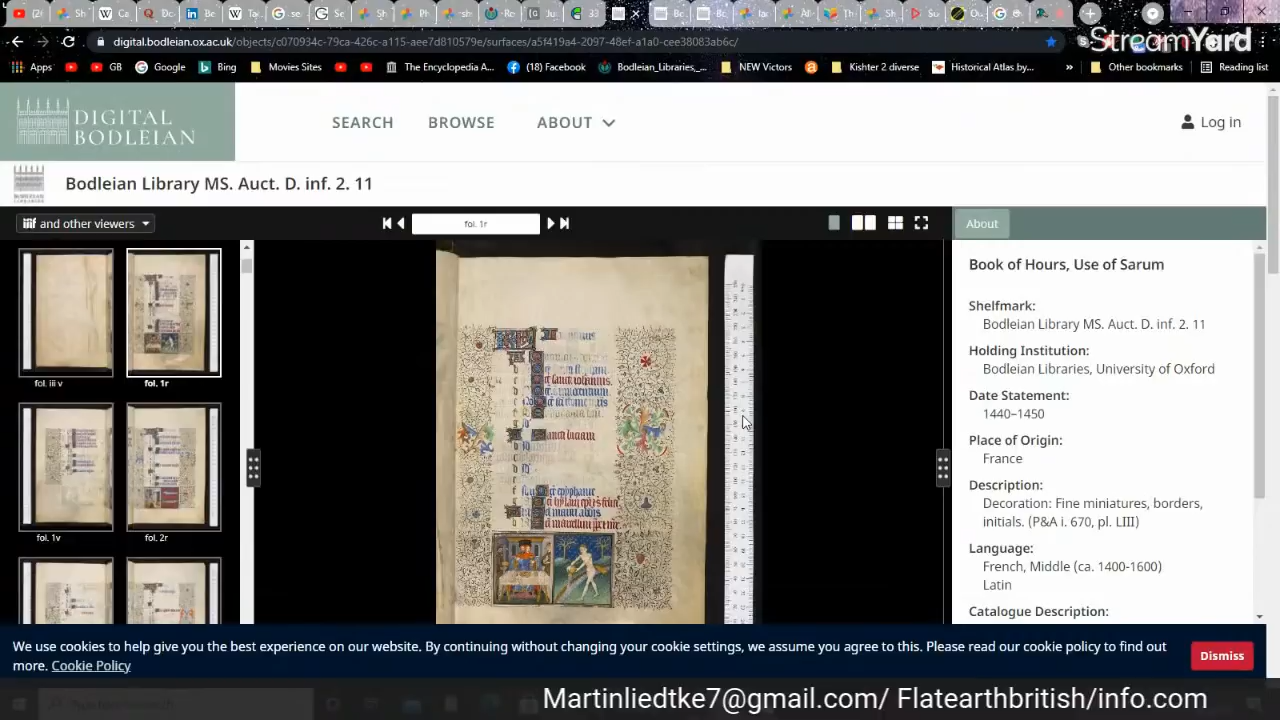 StreamYard
digital.bodleian.ox.ac.uk/objects/c070934c-79ca-426c-a115-aee7d810579e/surfaces/a5f419a4-2097-48ef-a1a0-cee38083ab6c/
Apps GB Google Bing Movies Sites The Encyclopedia A... (18) Facebook Bodleian_Libraries,_... NEW Victors Kishter 2 diverse Historical Atlas by... » Other bookmarks Reading list
DIGITAL BODLEIAN
SEARCH BROWSE ABOUT Log in
Bodleian Library MS. Auct. D. inf. 2. 11
iiif and other viewers
fol. 1r
About
Book of Hours, Use of Sarum
Shelfmark:
Bodleian Library MS. Auct. D. inf. 2. 11
Holding Institution:
Bodleian Libraries, University of Oxford
Date Statement:
1440–1450
Place of Origin:
France
Description:
Decoration: Fine miniatures, borders,
initials. (P&A i. 670, pl. LIII)
Language:
French, Middle (ca. 1400-1600)
Latin
Catalogue Description:
fol. iii v
fol. 1r
fol. 1v
fol. 2r
We use cookies to help give you the best experience on our website. By continuing without changing your cookie settings, we assume you agree to this. Please read our cookie policy to find out
more. Cookie Policy
Dismiss
Martinliedtke7@gmail.com/ Flatearthbritish/info.com